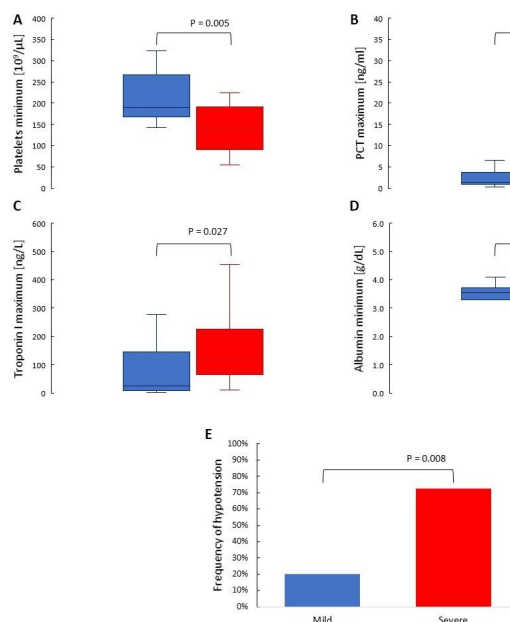 A
P = 0.005
Platelets minimum [10⁹/µL]
400
350
300
250
200
150
100
50
0
B
PCT maximum [ng/ml]
40
35
30
25
20
15
10
5
0
C
P = 0.027
Troponin I maximum [ng/L]
600
500
400
300
200
100
0
D
Albumin minimum [g/dL]
6.0
5.0
4.0
3.0
2.0
1.0
0.0
E
P = 0.008
Frequency of hypotension
100%
90%
80%
70%
60%
50%
40%
30%
20%
10%
0%
Mild
Severe